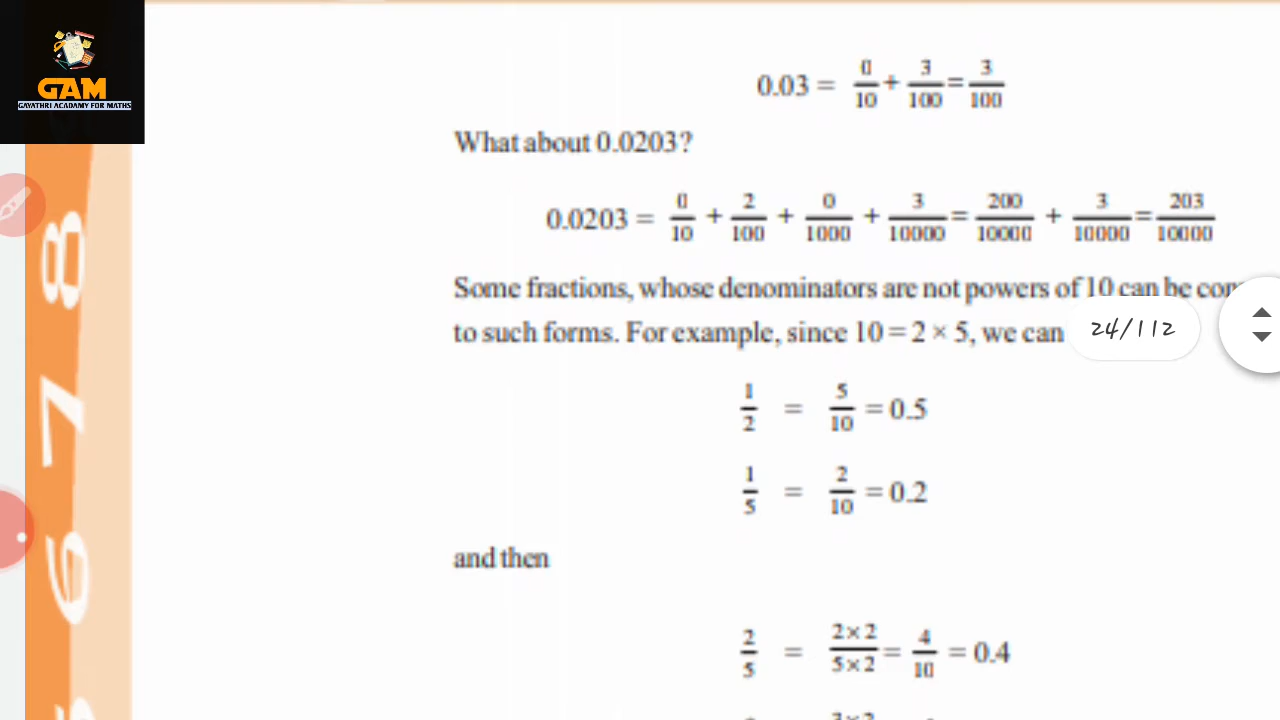 GAM
GAYATHRI ACADAMY FOR MATHS
0.03 = 0/10 + 3/100 = 3/100
What about 0.0203?
0.0203 = 0/10 + 2/100 + 0/1000 + 3/10000 = 200/10000 + 3/10000 = 203/10000
Some fractions, whose denominators are not powers of 10 can be
to such forms. For example, since 10 = 2 × 5, we can
24/112
1/2 = 5/10 = 0.5
1/5 = 2/10 = 0.2
and then
2/5 = 2×2/5×2 = 4/10 = 0.4
8
7
6